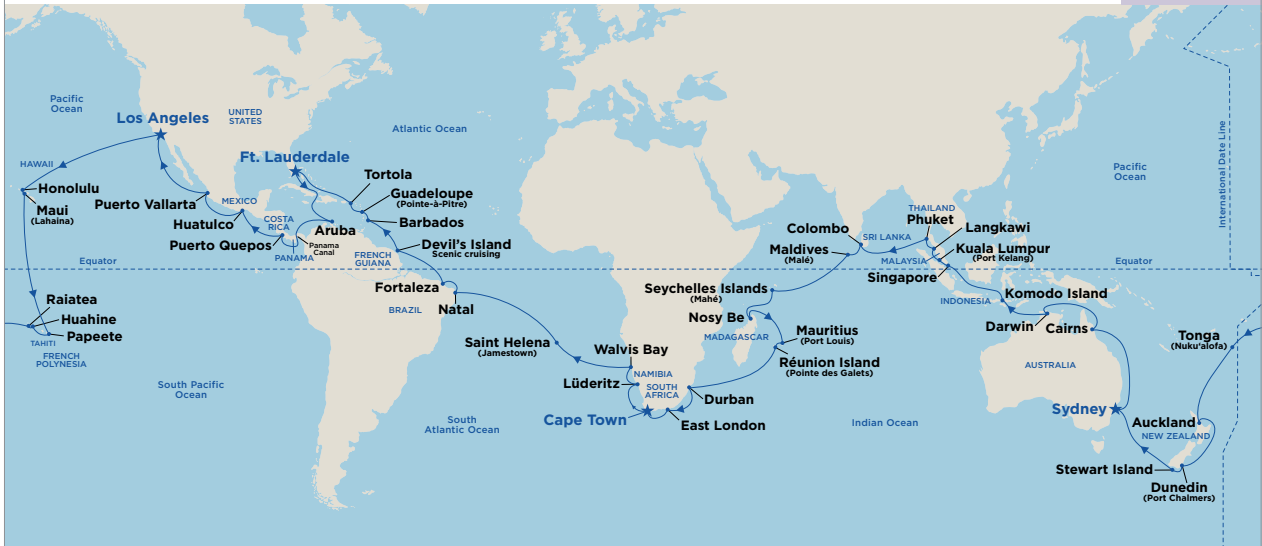 Pacific
Ocean
Los Angeles
UNITED
STATES
Atlantic Ocean
Ft. Lauderdale
HAWAII
Honolulu
Maui
(Lahaina)
Puerto Vallarta
MEXICO
Huatulco
COSTA
RICA
Puerto Quepos
Panama
Canal
PANAMA
Aruba
Tortola
Guadeloupe
(Pointe-à-Pitre)
Barbados
Devil's Island
Scenic cruising
FRENCH
GUIANA
Equator
Fortaleza
Natal
BRAZIL
Raiatea
Huahine
Papeete
TAHITI
FRENCH
POLYNESIA
South Pacific
Ocean
Saint Helena
(Jamestown)
South
Atlantic Ocean
Walvis Bay
NAMIBIA
Lüderitz
SOUTH
AFRICA
Cape Town
Durban
East London
Seychelles Islands
(Mahé)
Nosy Be
MADAGASCAR
Mauritius
(Port Louis)
Réunion Island
(Pointe des Galets)
Indian Ocean
Colombo
SRI LANKA
Maldives
(Malé)
THAILAND
Phuket
Langkawi
Kuala Lumpur
(Port Kelang)
MALAYSIA
Singapore
INDONESIA
Komodo Island
Darwin
Cairns
AUSTRALIA
Sydney
Pacific
Ocean
International Date Line
Equator
Tonga
(Nuku'alofa)
Auckland
NEW ZEALAND
Stewart Island
Dunedin
(Port Chalmers)